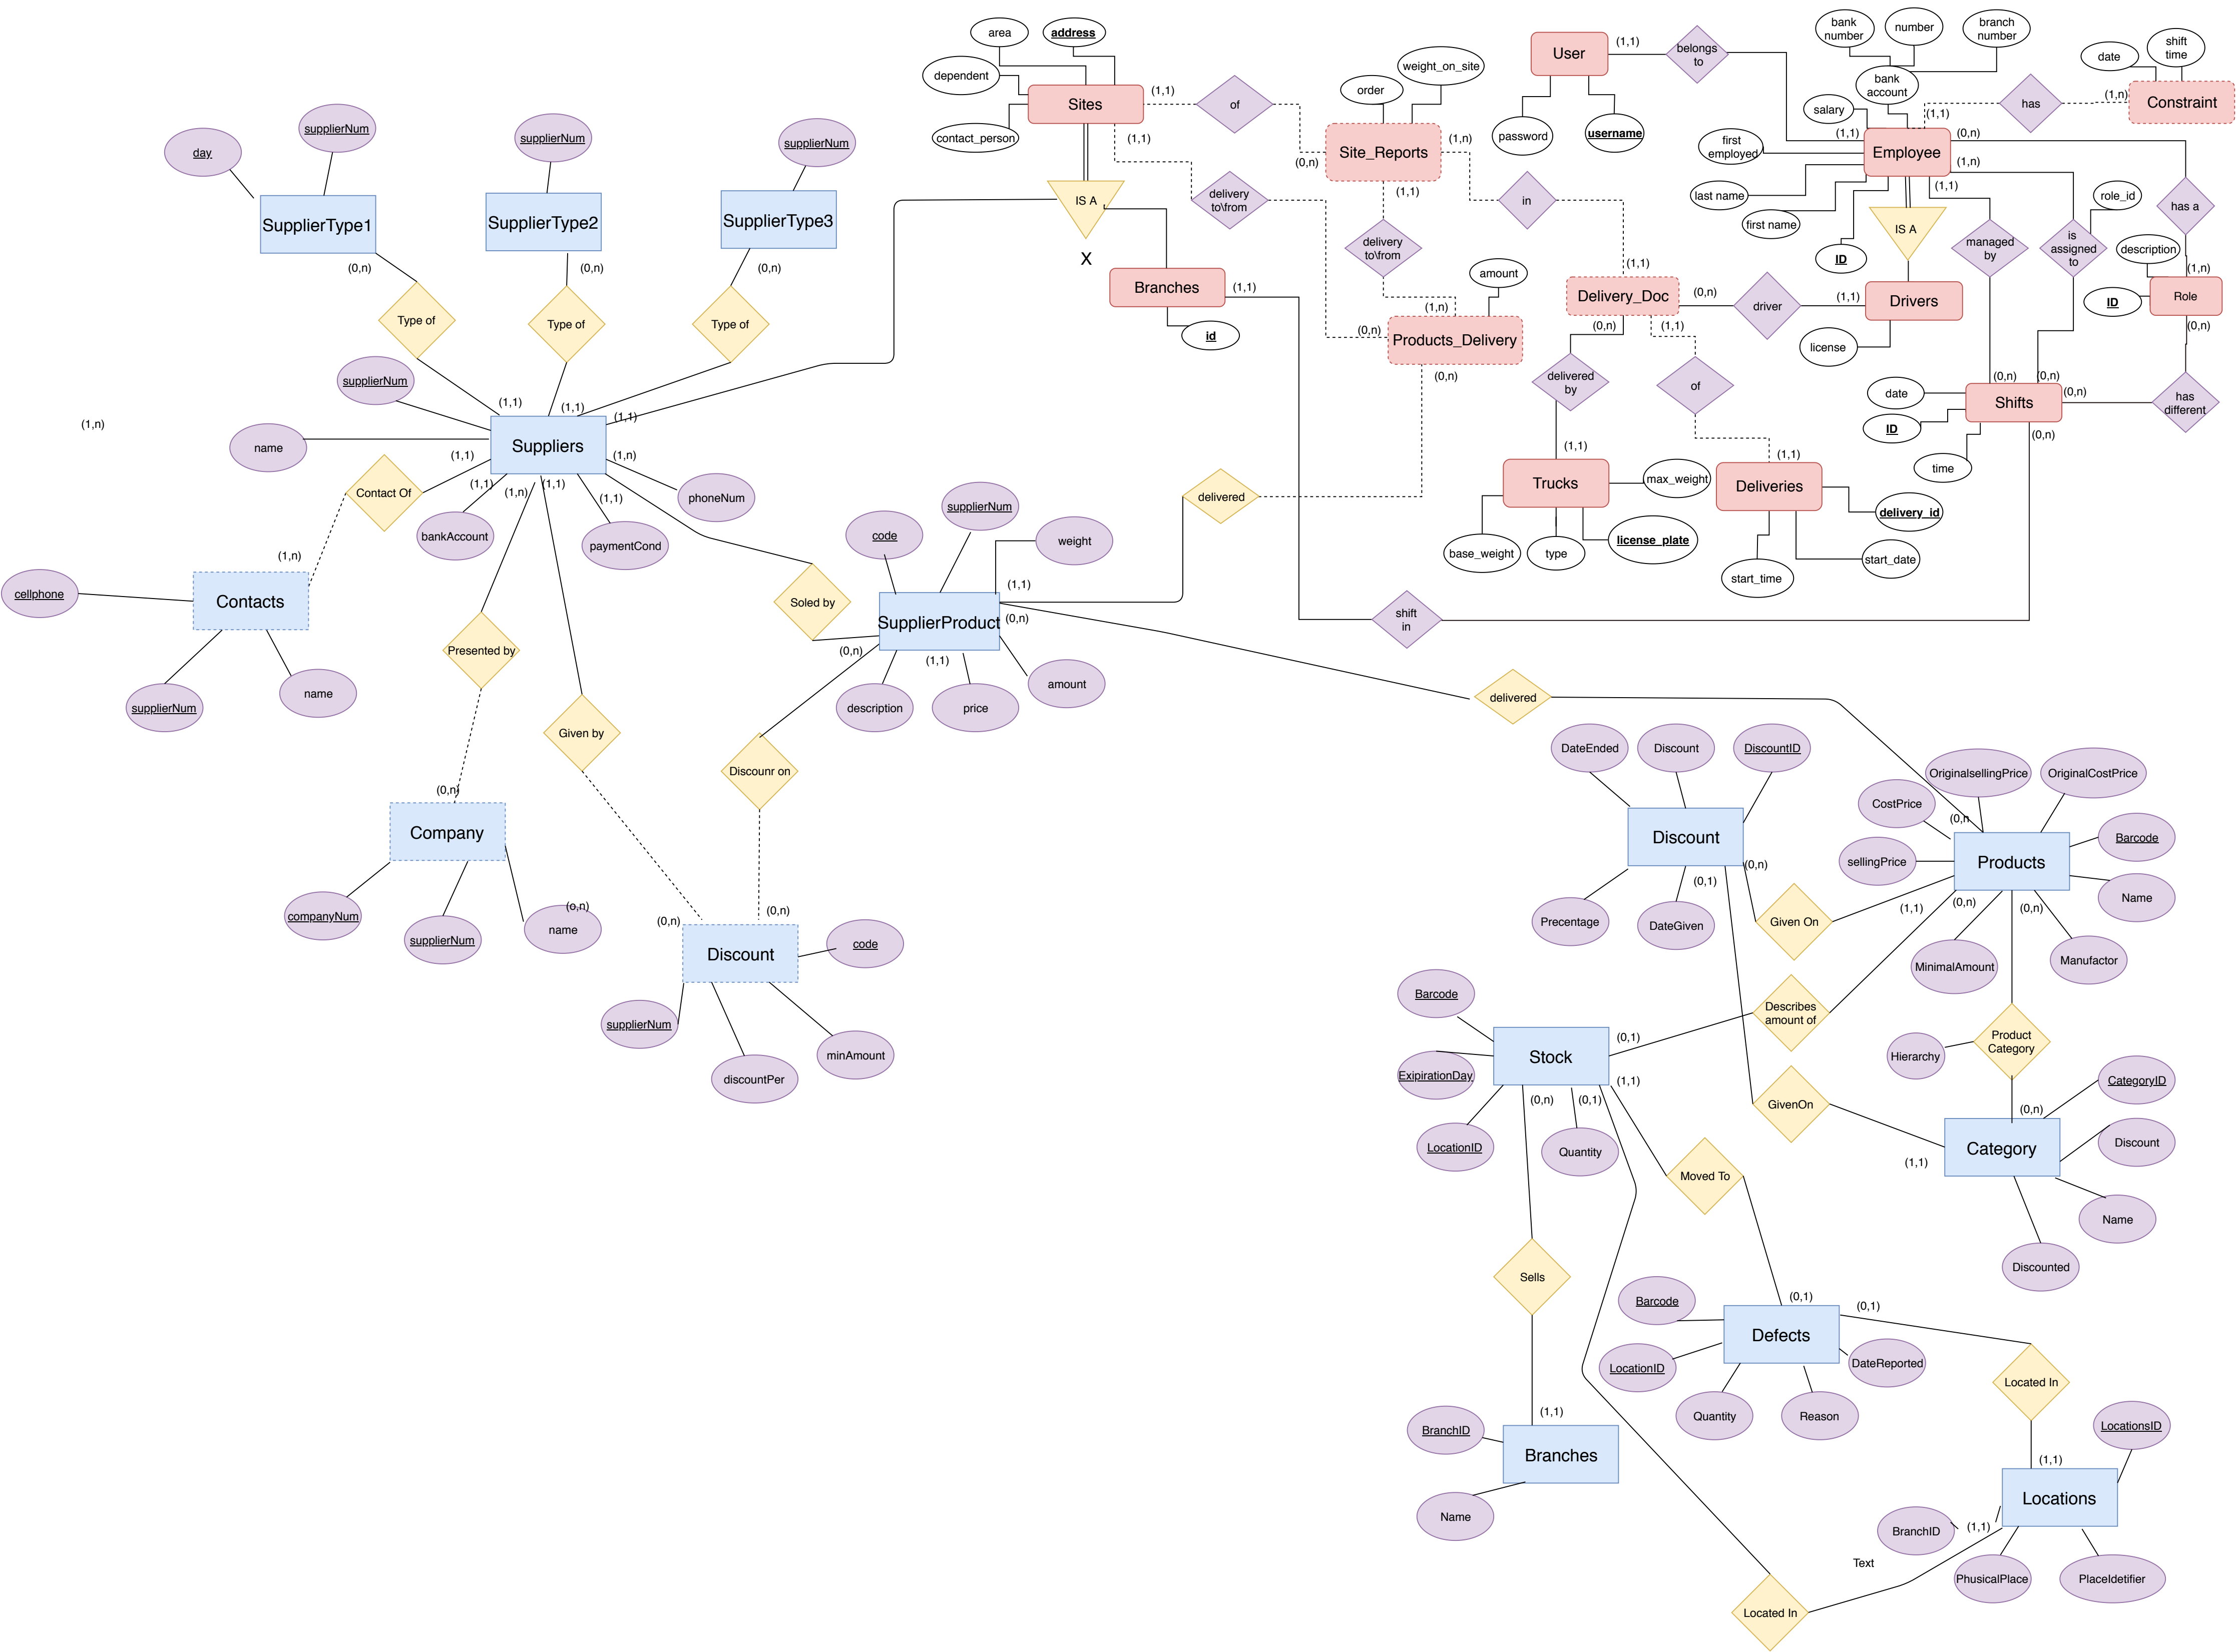 area
address
dependent
contact_person
Sites
(1,1)
of
(1,1)
order
weight_on_site
Site_Reports
(0,n)
(1,n)
(1,1)
User
(1,1)
belongs
to
password
username
bank
number
number
branch
number
bank
account
salary
(1,1)
(1,1)
(0,n)
has
(1,n)
date
shift
time
Constraint
first
employed
Employee
last name
first name
ID
(1,n)
(1,1)
IS A
managed
by
is
assigned
to
role_id
has a
description
(1,n)
ID
Role
(0,n)
day
supplierNum
SupplierType1
(0,n)
supplierNum
SupplierType2
(0,n)
supplierNum
SupplierType3
(0,n)
IS A
X
delivery
to\from
delivery
to\from
in
Branches
(1,1)
id
amount
(1,n)
(0,n)
Products_Delivery
(0,n)
(1,1)
Delivery_Doc
(0,n)
driver
(1,1)
Drivers
license
(0,n)
(1,1)
delivered
by
of
Type of
Type of
Type of
supplierNum
(1,1)
(1,1)
(1,1)
(1,n)
name
Suppliers
(1,1)
(1,n)
Contact Of
(1,1)
(1,n)
(1,1)
(1,1)
phoneNum
bankAccount
paymentCond
(0,n)
(0,n)
(0,n)
date
Shifts
ID
time
(0,n)
has
different
(1,1)
(1,1)
Trucks
max_weight
base_weight
type
license_plate
Deliveries
delivery_id
start_time
start_date
delivered
code
supplierNum
weight
(1,1)
(0,n)
Soled by
SupplierProduct
(0,n)
(1,1)
description
price
amount
shift
in
(1,n)
cellphone
Contacts
supplierNum
name
Presented by
Given by
Discounr on
delivered
(0,n)
Company
companyNum
supplierNum
(o,n)
name
(0,n)
(0,n)
Discount
code
supplierNum
discountPer
minAmount
DateEnded
Discount
DiscountID
Discount
(0,n)
(0,1)
Precentage
DateGiven
Given On
OriginalsellingPrice
OriginalCostPrice
CostPrice
(0,n
Barcode
sellingPrice
Products
Name
(1,1)
(0,n)
(0,n)
MinimalAmount
Manufactor
Barcode
Describes
amount of
Stock
(0,1)
ExipirationDay
(1,1)
(0,n)
(0,1)
LocationID
Quantity
Product
Category
Hierarchy
GivenOn
(0,n)
CategoryID
Category
(1,1)
Discount
Name
Discounted
Moved To
Sells
Barcode
(0,1)
(0,1)
Defects
LocationID
DateReported
Quantity
Reason
Located In
(1,1)
BranchID
Branches
Name
LocationsID
(1,1)
Locations
BranchID
(1,1)
Text
PhusicalPlace
PlaceIdetifier
Located In